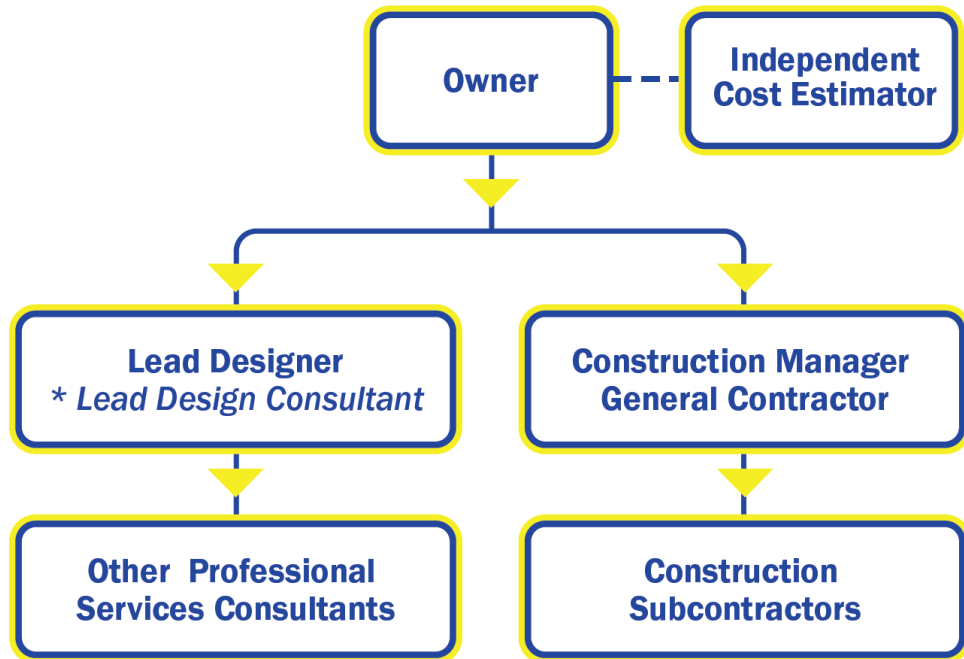 Owner
Independent
Cost Estimator
Lead Designer
* Lead Design Consultant
Construction Manager
General Contractor
Other Professional
Services Consultants
Construction
Subcontractors